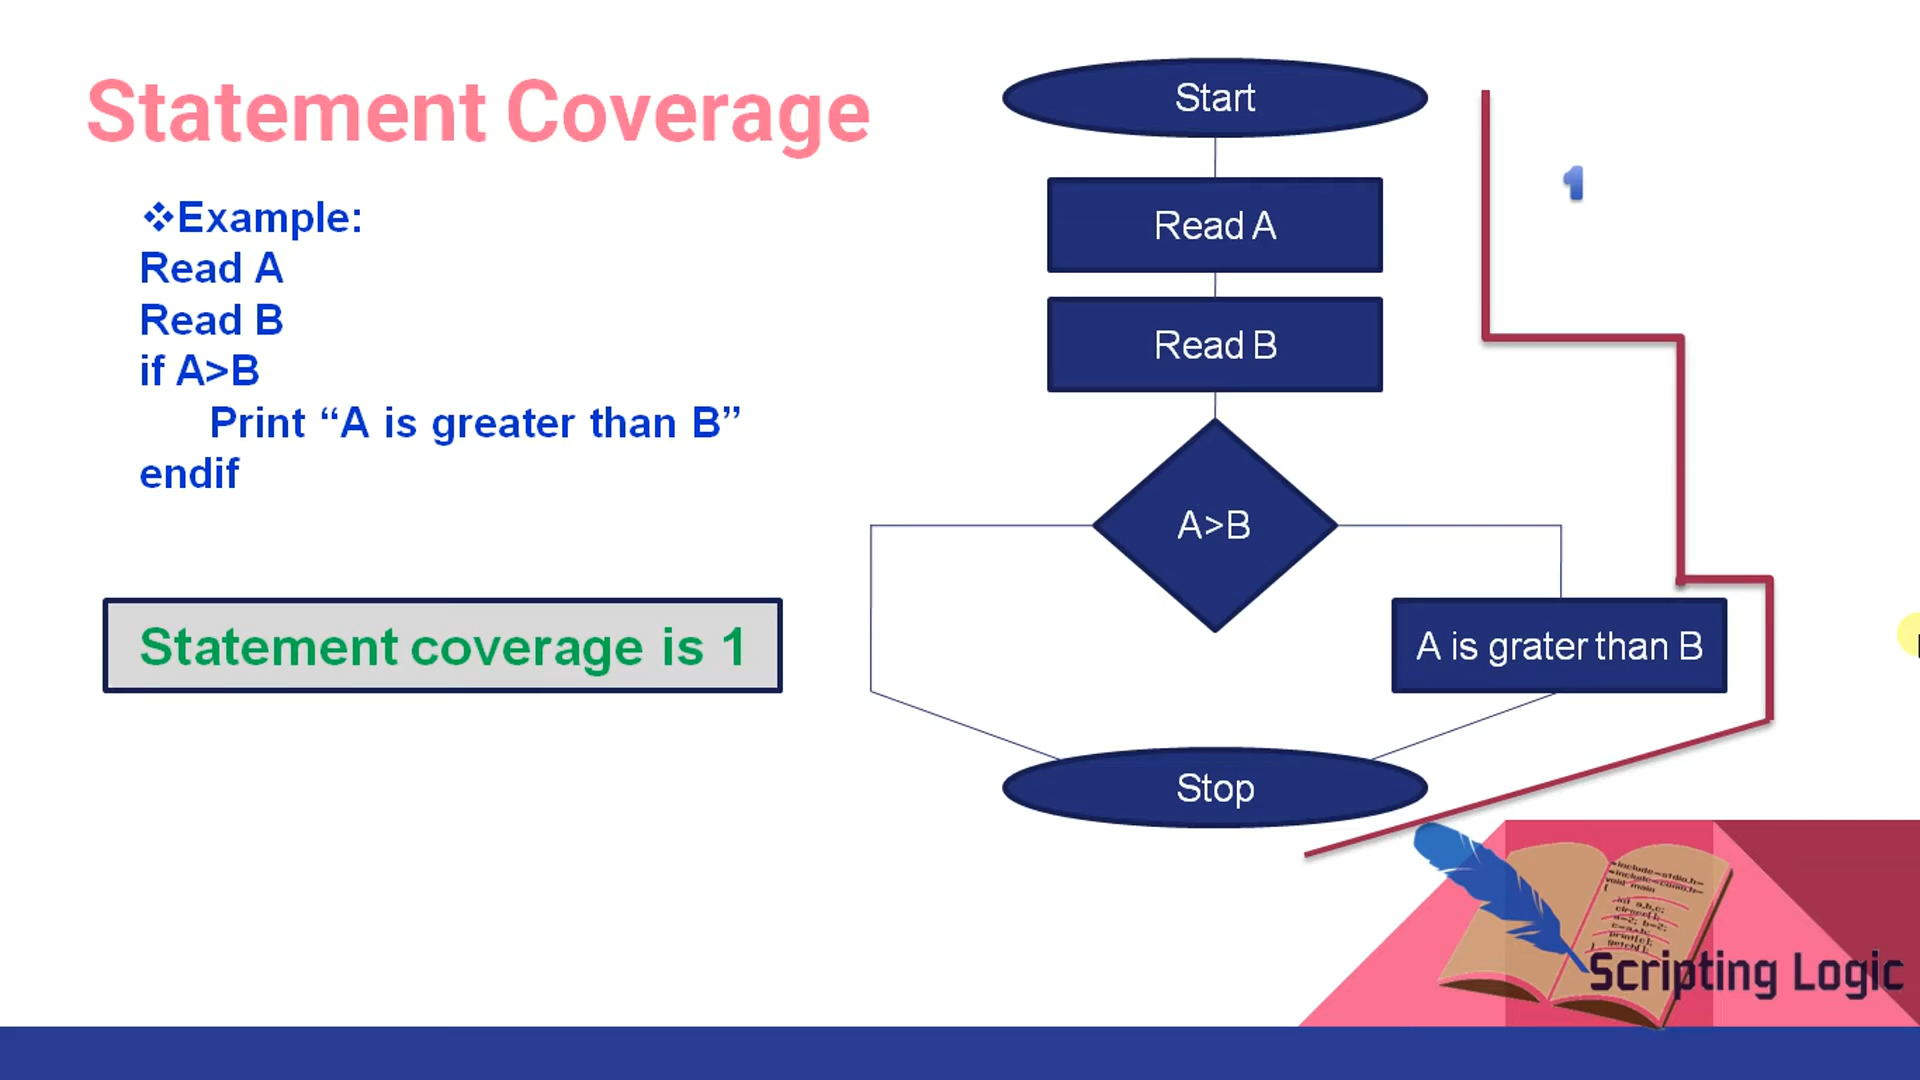 Statement Coverage
❖Example:
Read A
Read B
if A>B
Print “A is greater than B”
endif
Statement coverage is 1
Start
1
Read A
Read B
A>B
A is grater than B
Stop
Scripting Logic